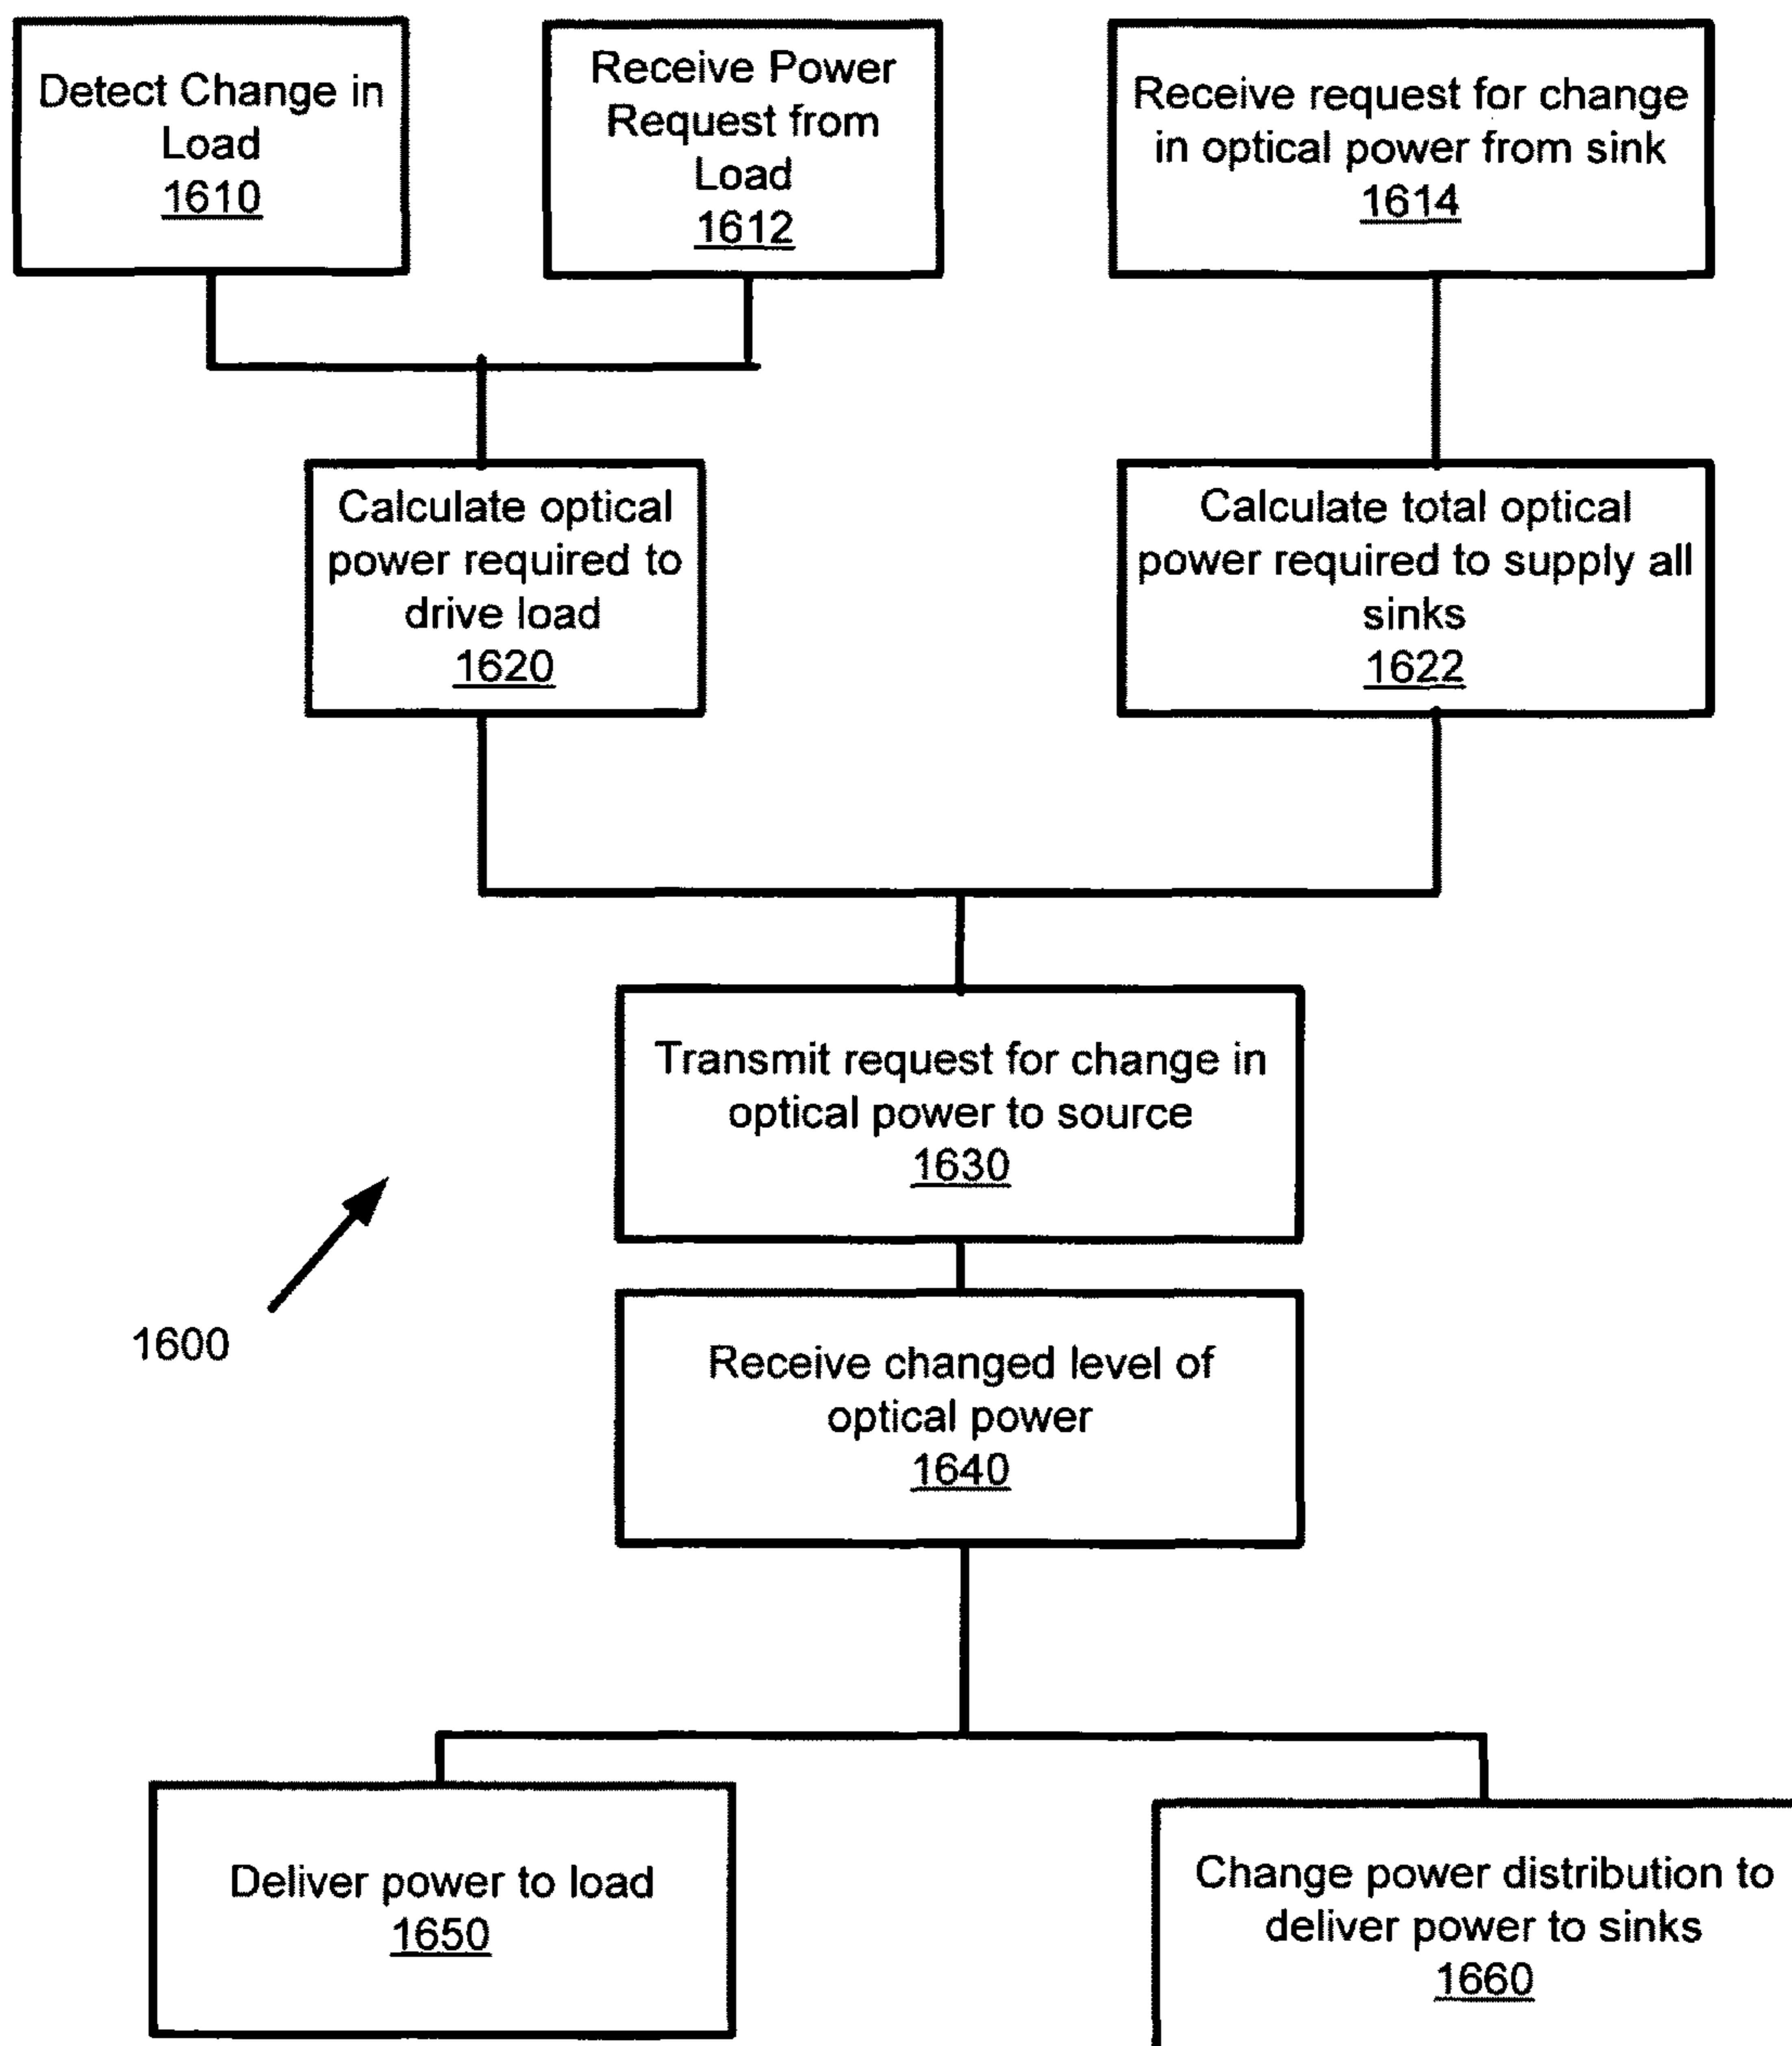 Detect Change in
Load
1610
Receive Power
Request from
Load
1612
Receive request for change
in optical power from sink
1614
Calculate optical
power required to
drive load
1620
Calculate total optical
power required to supply all
sinks
1622
Transmit request for change in
optical power to source
1630
1600
Receive changed level of
optical power
1640
Deliver power to load
1650
Change power distribution to
deliver power to sinks
1660